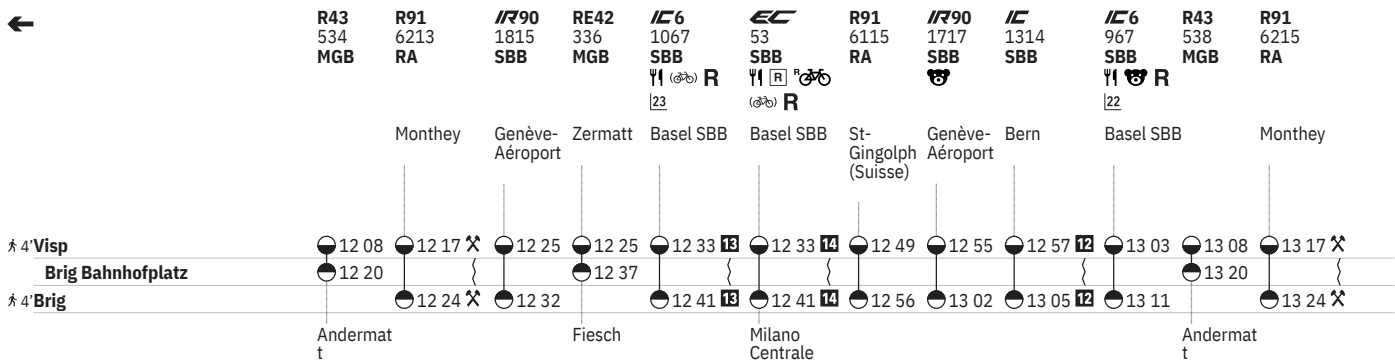 R43 R91 IR90 RE42 IC6 EC R91 IR90 IC IC6 R43 R91
534 6213 1815 336 1067 53 6115 1717 1314 967 538 6215
MGB RA SBB MGB SBB SBB RA SBB SBB SBB MGB RA
R R R R
23 R 22
Monthey Genève- Zermatt Basel SBB Basel SBB St- Genève- Bern Basel SBB Monthey
Aéroport Gingolph Aéroport
(Suisse)
4' Visp 12 08 12 17 12 25 12 25 12 33 13 12 33 14 12 49 12 55 12 57 12 13 03 13 08 13 17
Brig Bahnhofplatz 12 20 12 37 13 20
4' Brig 12 24 12 32 12 41 13 12 41 14 12 56 13 02 13 05 12 13 11 13 24
Andermat Fiesch Milano Andermat
t Centrale t